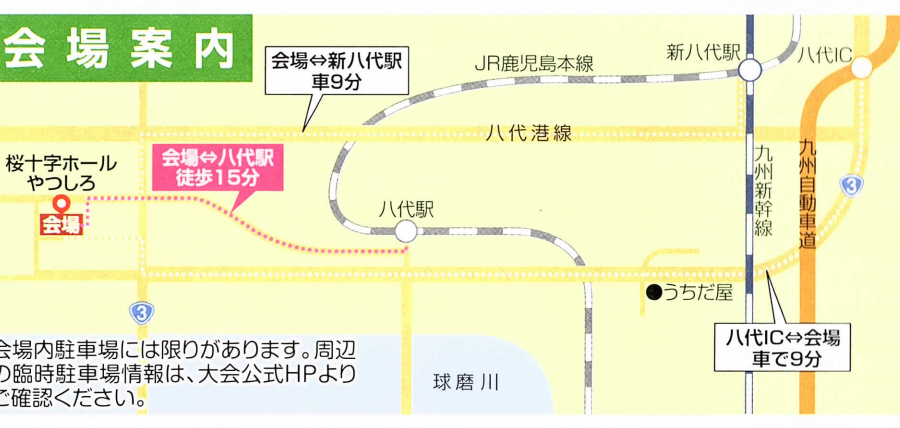 会場案内
会場⇔新八代駅
車9分
JR鹿児島本線
新八代駅
八代IC
八代港線
桜十字ホール
やつしろ
会場
会場⇔八代駅
徒歩15分
八代駅
九州新幹線
九州自動車道
3
うちだ屋
3
八代IC⇔会場
車で9分
球磨川
会場内駐車場には限りがあります。周辺
の臨時駐車場情報は、大会公式HPより
ご確認ください。